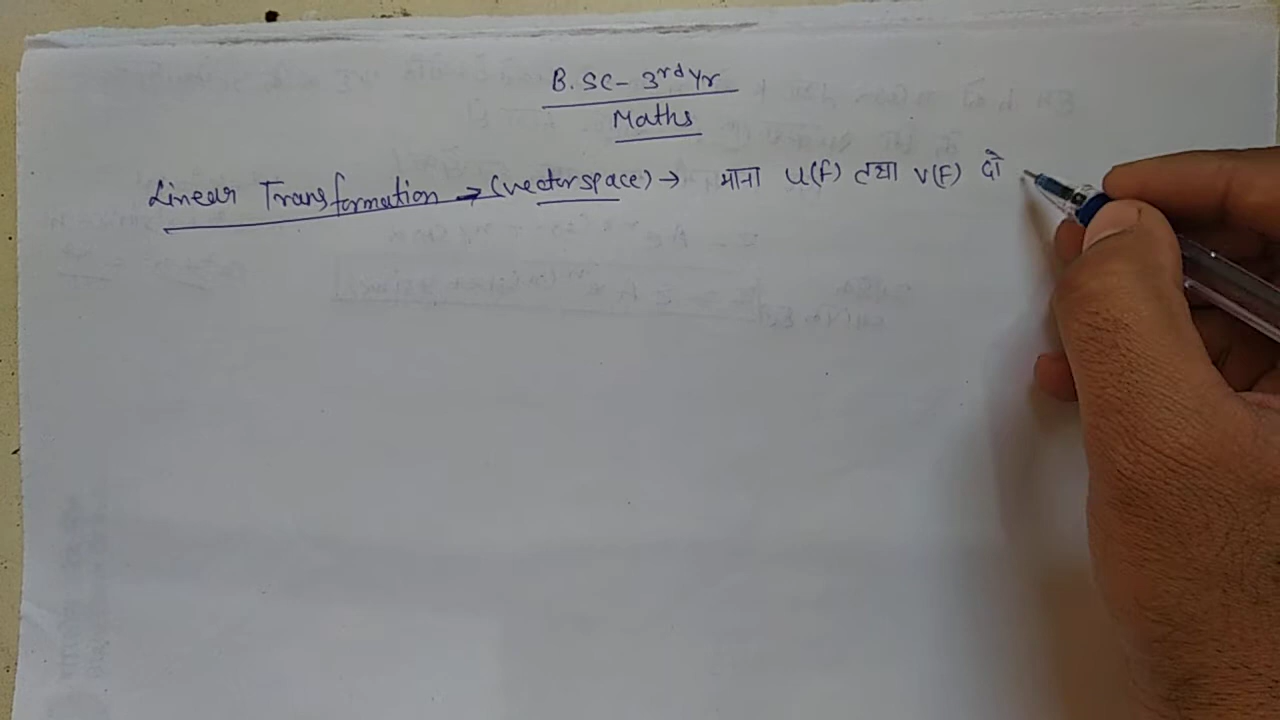 B.SC- 3rd Yr
Maths
Linear Transformation → (vectorspace) → माना U(F) तथा V(F) दो